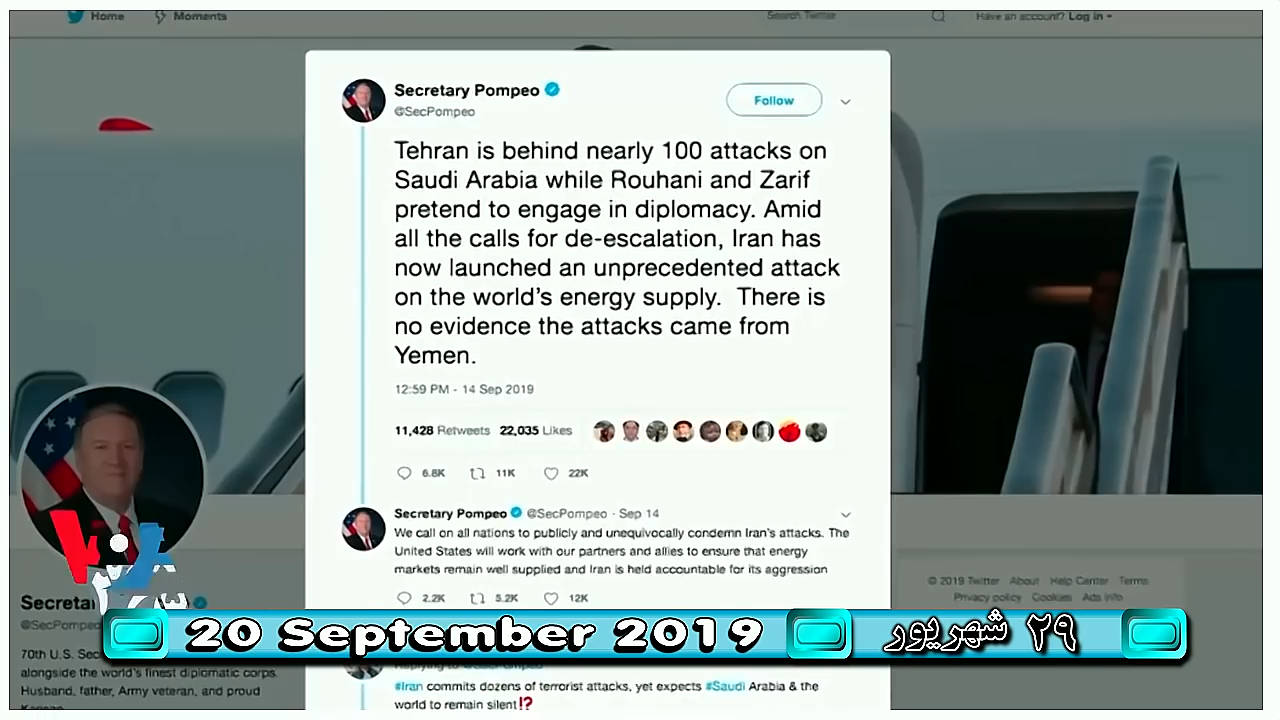 Home
Moments
Search Twitter
Have an account? Log in
Secretary Pompeo
@SecPompeo
Follow
Tehran is behind nearly 100 attacks on
Saudi Arabia while Rouhani and Zarif
pretend to engage in diplomacy. Amid
all the calls for de-escalation, Iran has
now launched an unprecedented attack
on the world's energy supply.  There is
no evidence the attacks came from
Yemen.
12:59 PM - 14 Sep 2019
11,428 Retweets 22,035 Likes
6.8K 11K 22K
Secretary Pompeo @SecPompeo · Sep 14
We call on all nations to publicly and unequivocally condemn Iran's attacks. The
United States will work with our partners and allies to ensure that energy
markets remain well supplied and Iran is held accountable for its aggression
2.2K 5.2K 12K
© 2019 Twitter About Help Center Terms
Privacy policy Cookies Ads info
Secreta
@SecPompeo
20 September 2019
۲۹ شهریور
70th U.S. Sec
alongside the world's finest diplomatic corps.
Husband, father, Army veteran, and proud
Kansan.
Replying to @SecPompeo
#Iran commits dozens of terrorist attacks, yet expects #Saudi Arabia & the
world to remain silent⁉